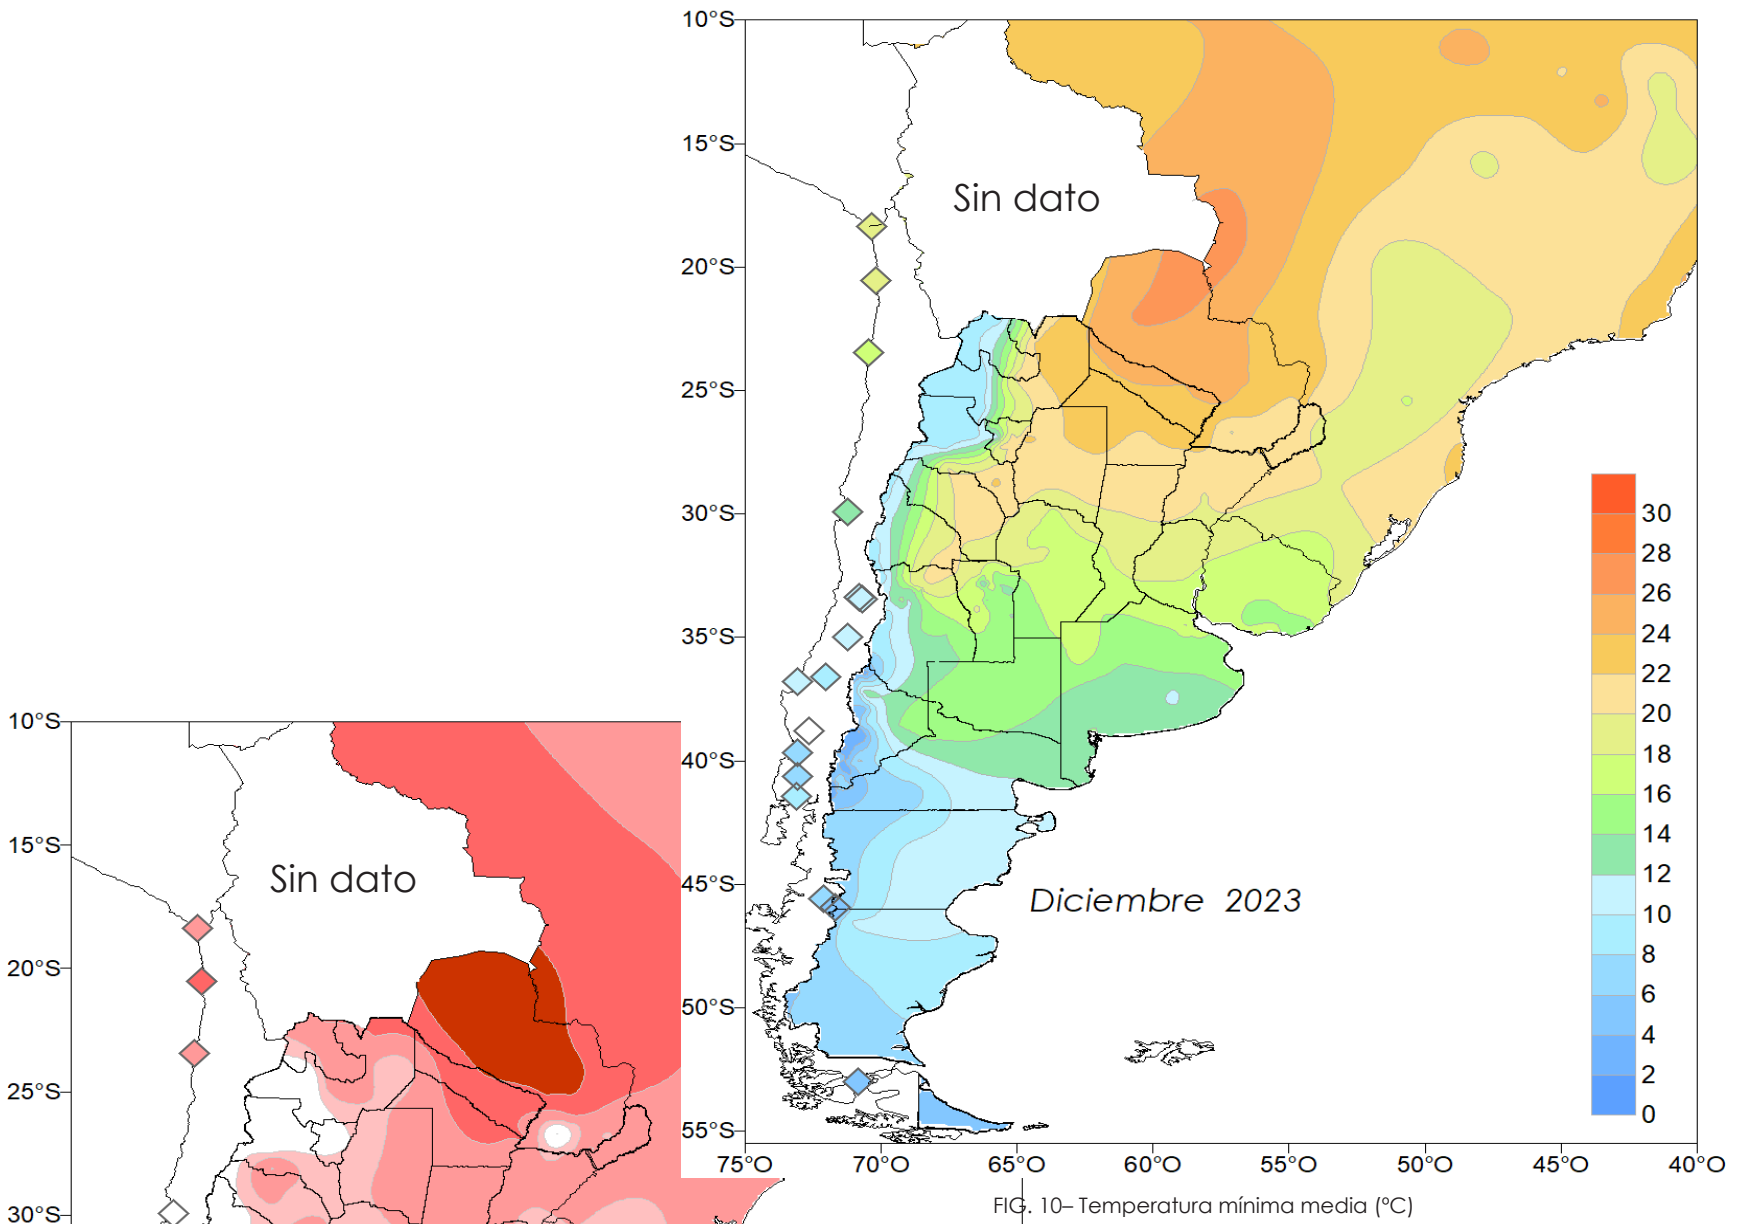 10°S
15°S
20°S
25°S
30°S
35°S
40°S
45°S
50°S
55°S
75°O
70°O
65°O
60°O
55°O
50°O
45°O
40°O
Sin dato
Diciembre 2023
30
28
26
24
22
20
18
16
14
12
10
8
6
4
2
0
FIG. 10– Temperatura mínima media (ºC)
10°S
15°S
20°S
25°S
30°S
Sin dato